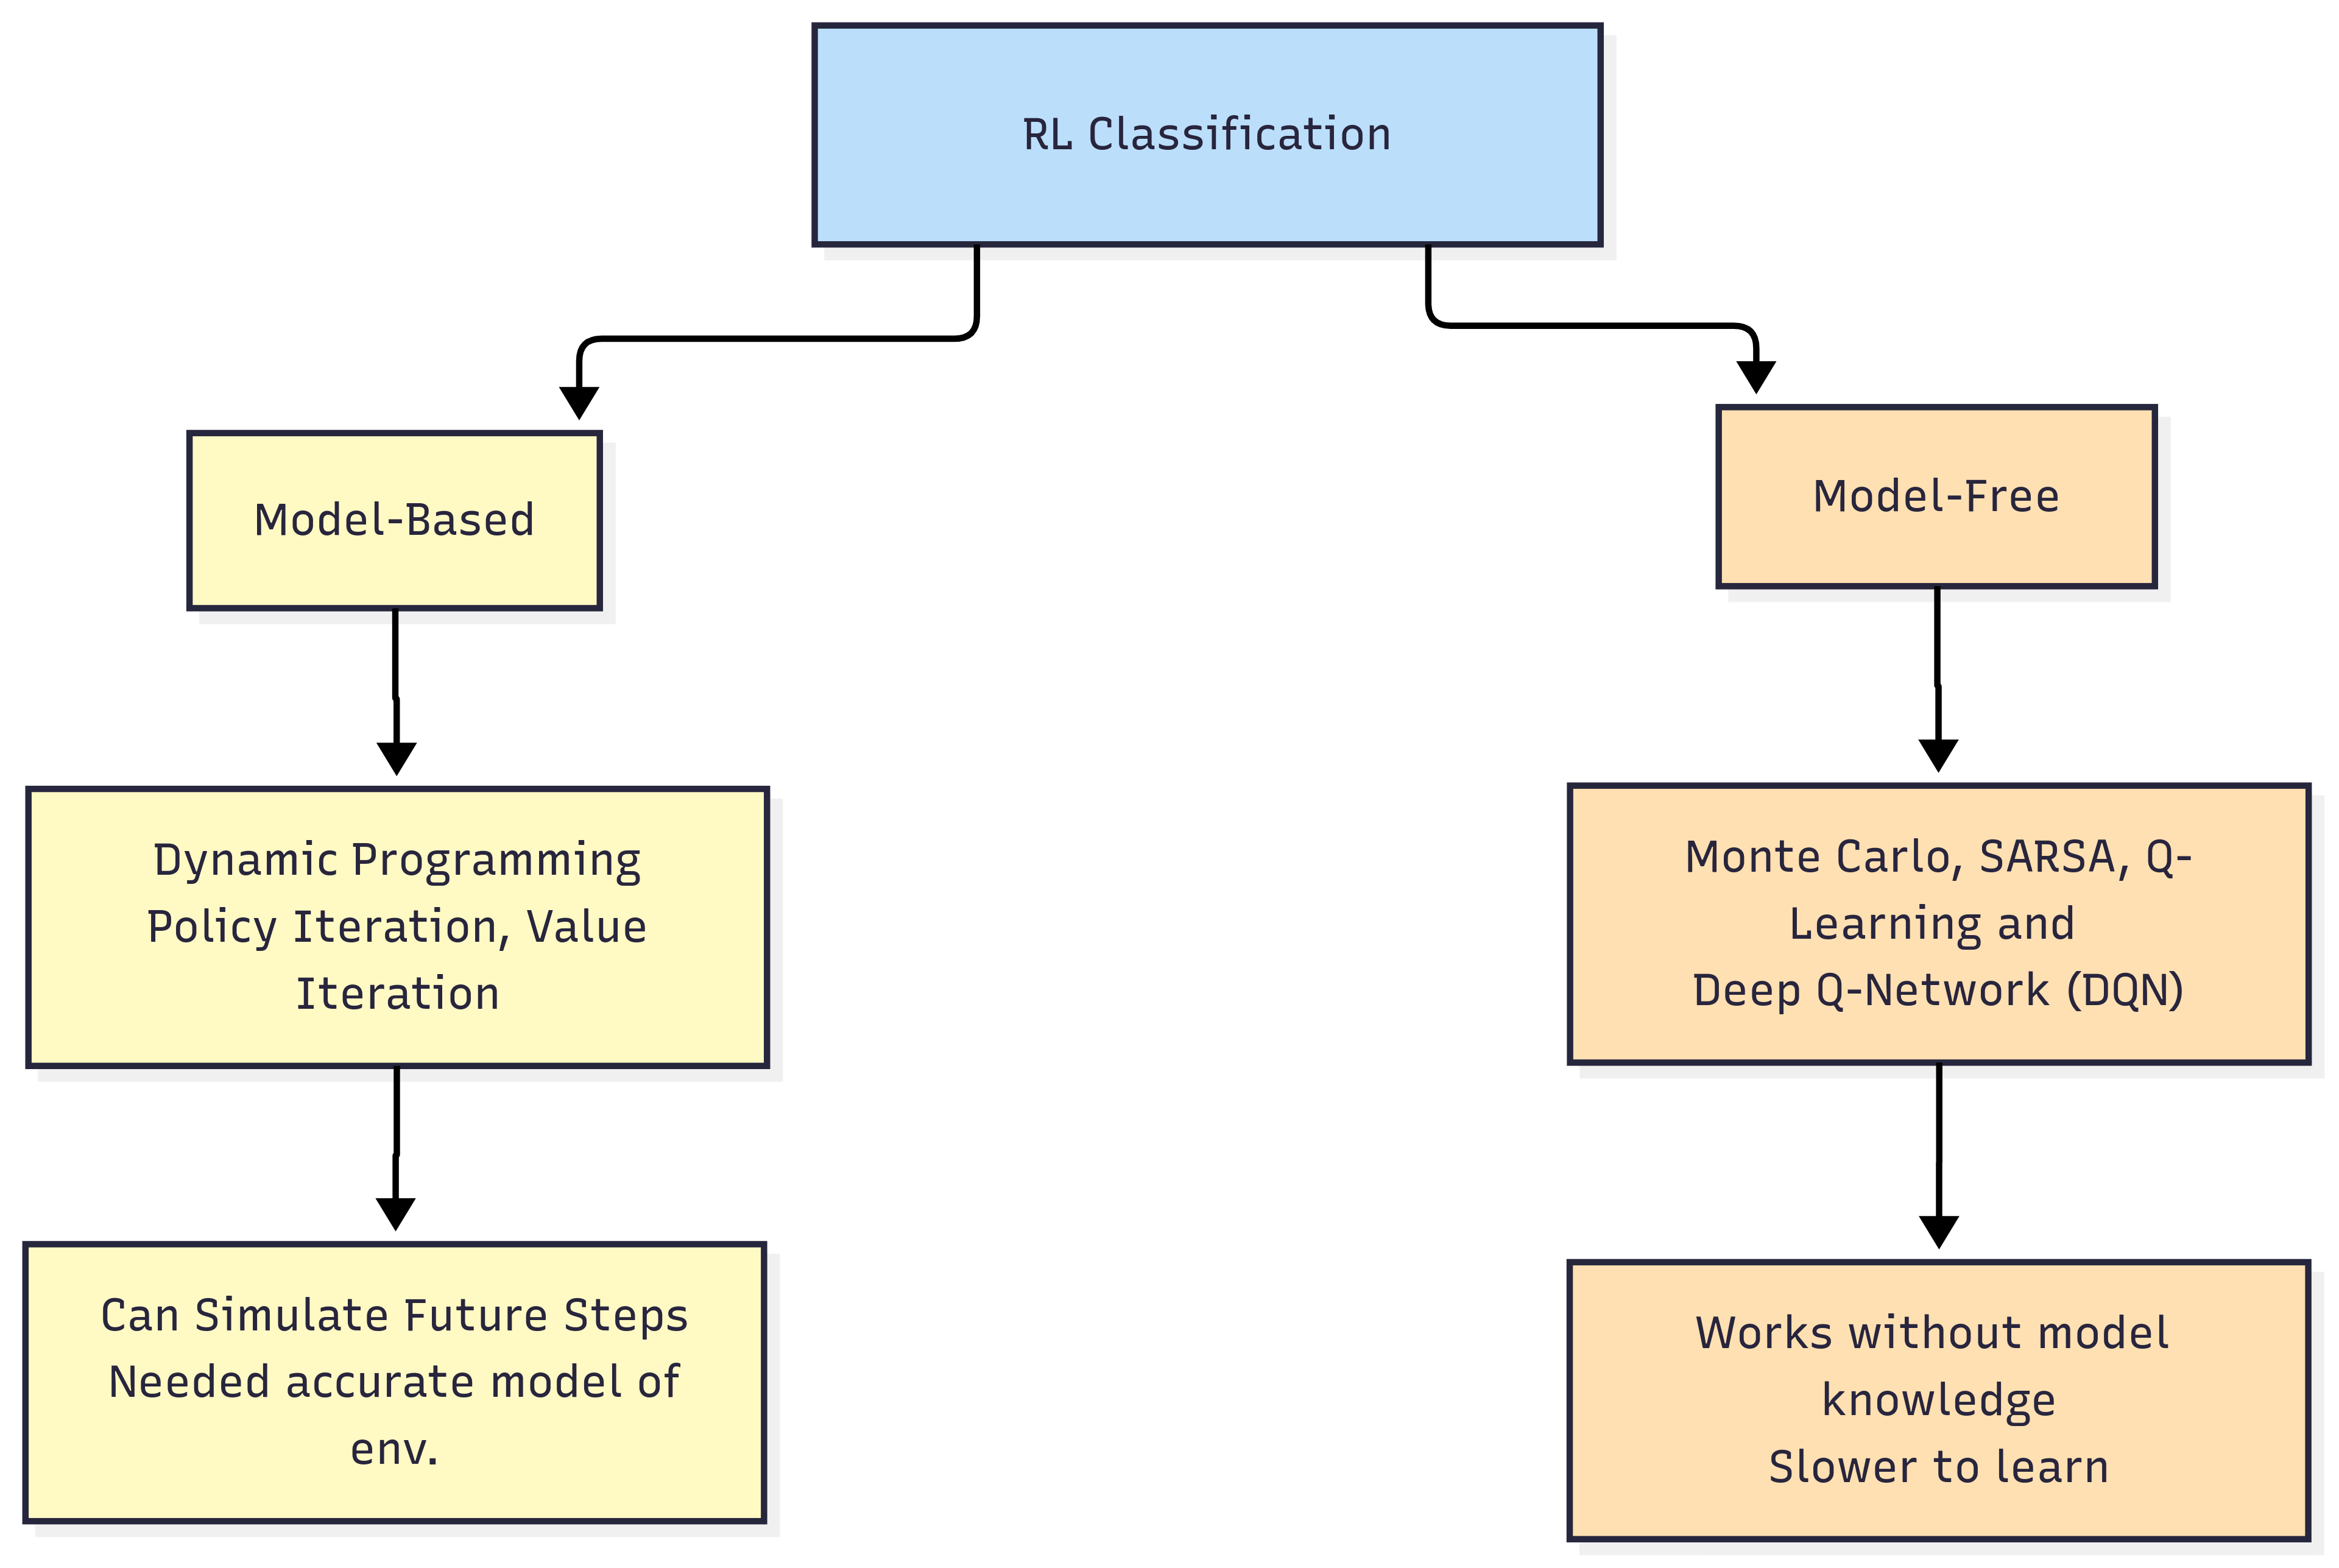 RL Classification
Model-Based
Model-Free
Dynamic Programming
Policy Iteration, Value
Iteration
Monte Carlo, SARSA, Q-
Learning and
Deep Q-Network (DQN)
Can Simulate Future Steps
Needed accurate model of
env.
Works without model
knowledge
Slower to learn